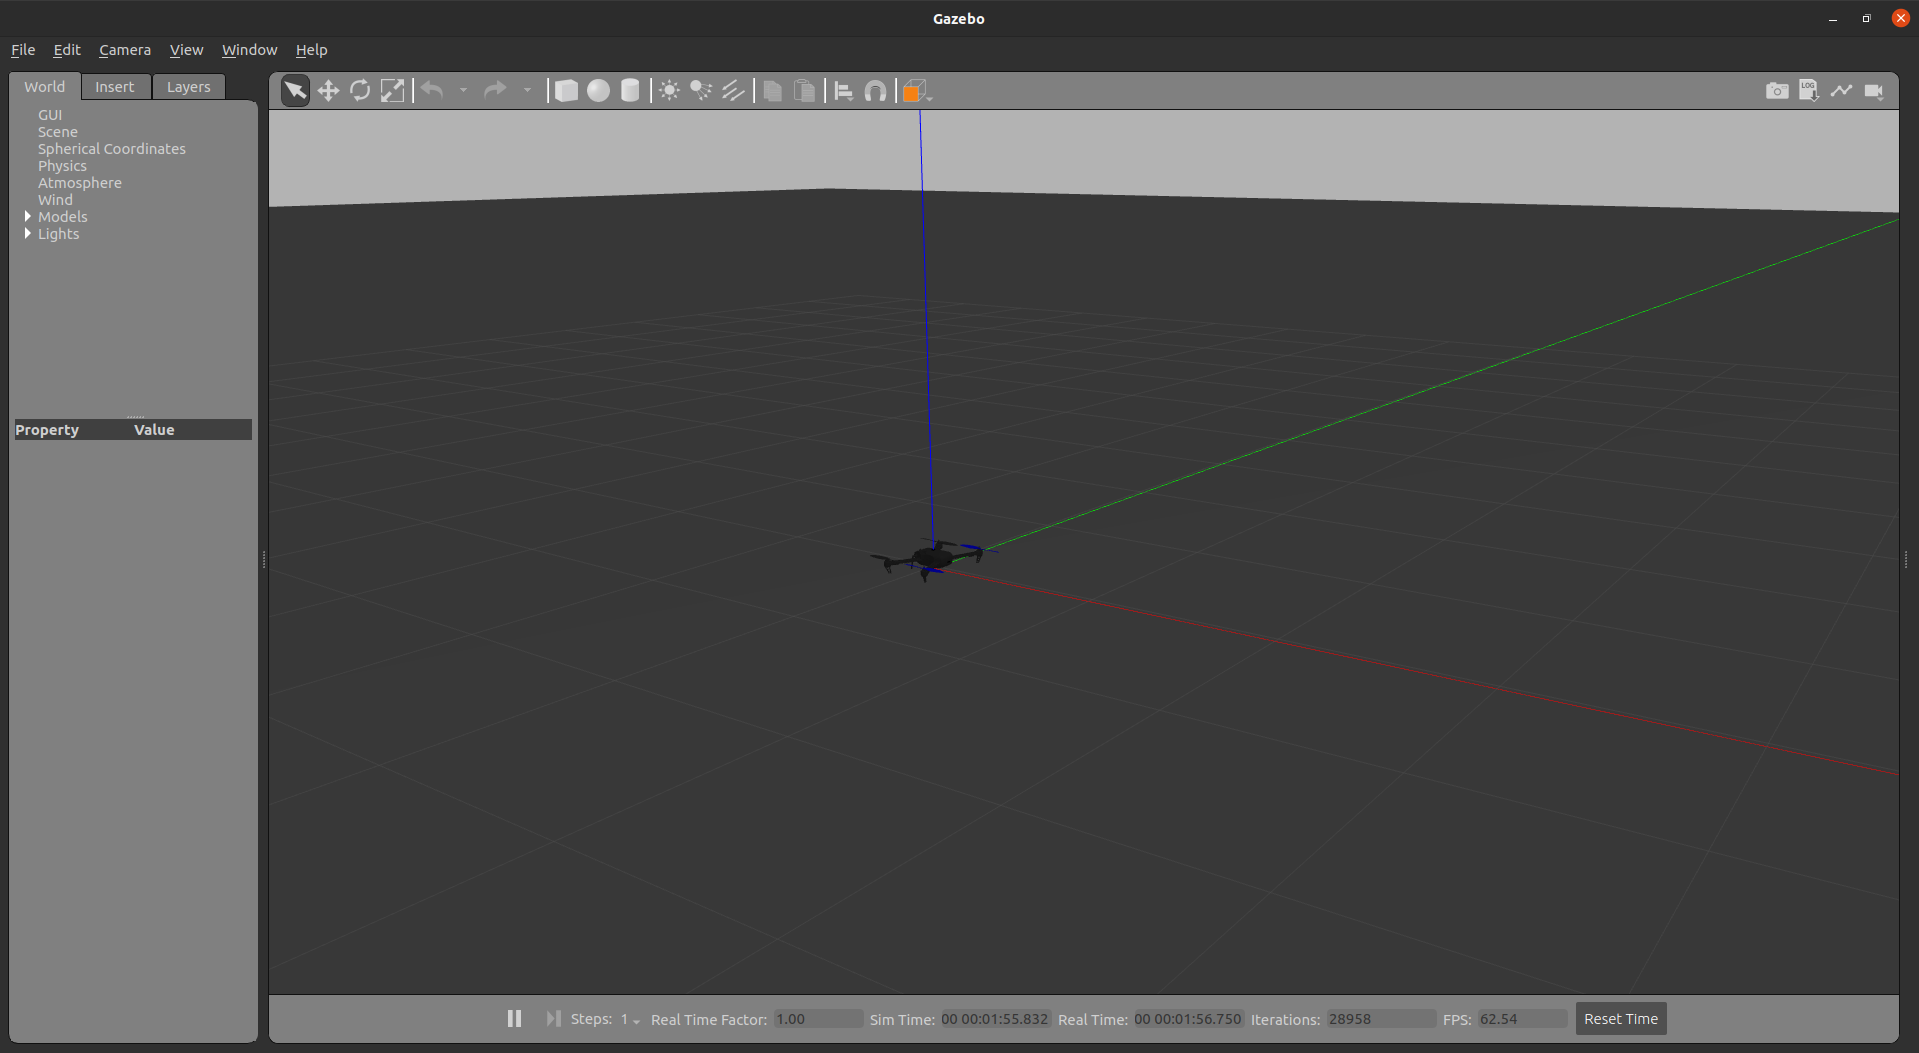 Gazebo
File Edit Camera View Window Help
World Insert Layers
LOG
GUI
Scene
Spherical Coordinates
Physics
Atmosphere
Wind
Models
Lights
Property Value
Steps: 1 Real Time Factor: 1.00 Sim Time: 00 00:01:55.832 Real Time: 00 00:01:56.750 Iterations: 28958 FPS: 62.54 Reset Time